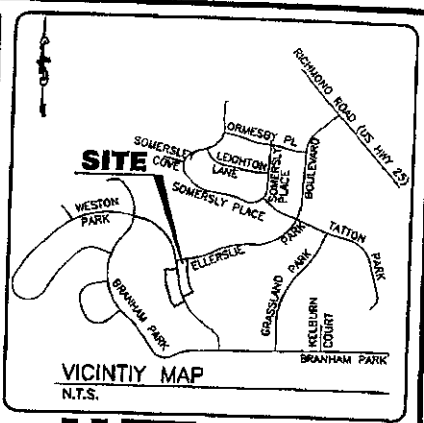 RICHMOND ROAD (US HWY 25)
ORMESBY PL
SOMERSLEY
COVE
LEIGHTON
LANE
SOMERSLY
PLACE
BOULEVARD
SITE
SOMERSLY PLACE
WESTON
PARK
PARK
TATTON
PARK
ELLERSLIE
BRANHAM PARK
GRASSLAND PARK
KELBURN
COURT
BRANHAM PARK
VICINTIY MAP
N.T.S.